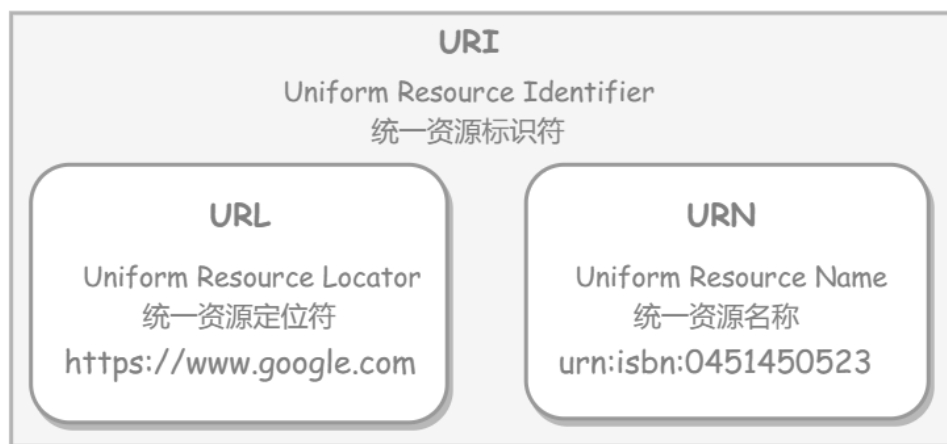 URI
Uniform Resource Identifier
统一资源标识符
URL
Uniform Resource Locator
统一资源定位符
https://www.google.com
URN
Uniform Resource Name
统一资源名称
urn:isbn:0451450523